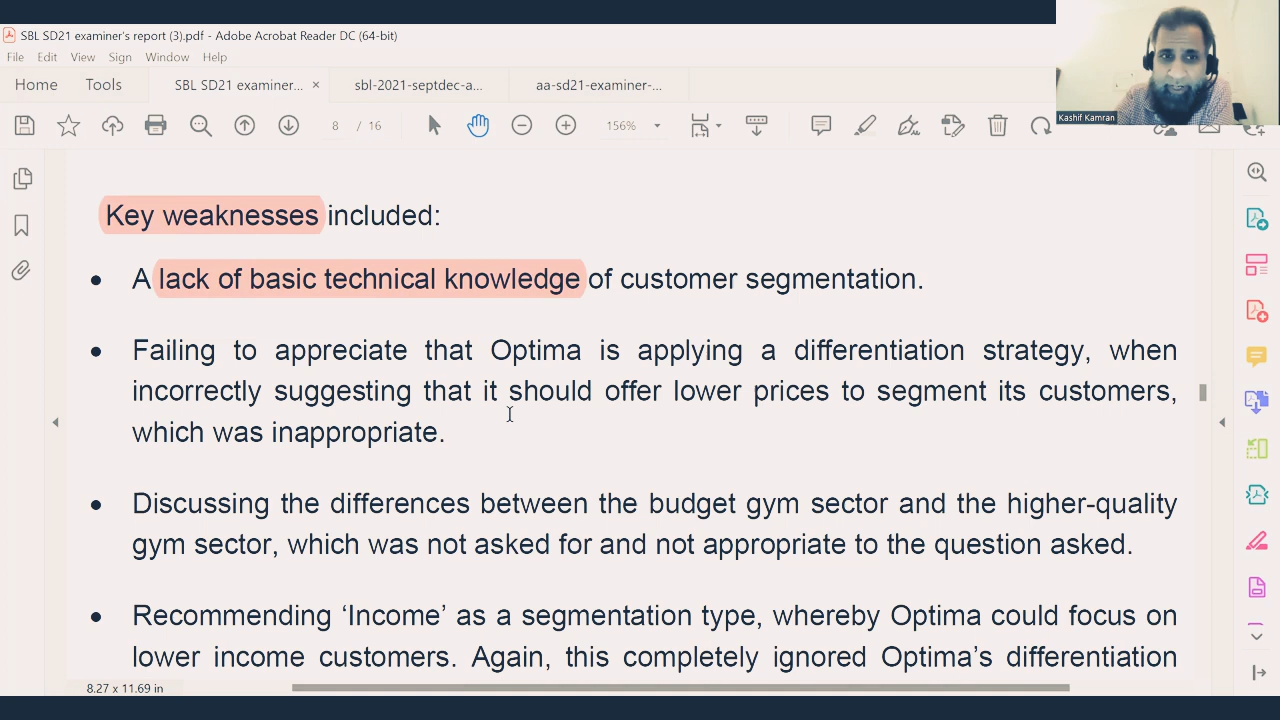 SBL SD21 examiner's report (3).pdf - Adobe Acrobat Reader DC (64-bit)
File Edit View Sign Window Help
Home Tools SBL SD21 examiner... × sbl-2021-septdec-a... aa-sd21-examiner-...
8 / 16 156%
Kashif Kamran
Key weaknesses included:
• A lack of basic technical knowledge of customer segmentation.
• Failing to appreciate that Optima is applying a differentiation strategy, when
incorrectly suggesting that it should offer lower prices to segment its customers,
which was inappropriate.
• Discussing the differences between the budget gym sector and the higher-quality
gym sector, which was not asked for and not appropriate to the question asked.
• Recommending ‘Income’ as a segmentation type, whereby Optima could focus on
lower income customers. Again, this completely ignored Optima’s differentiation
8.27 x 11.69 in